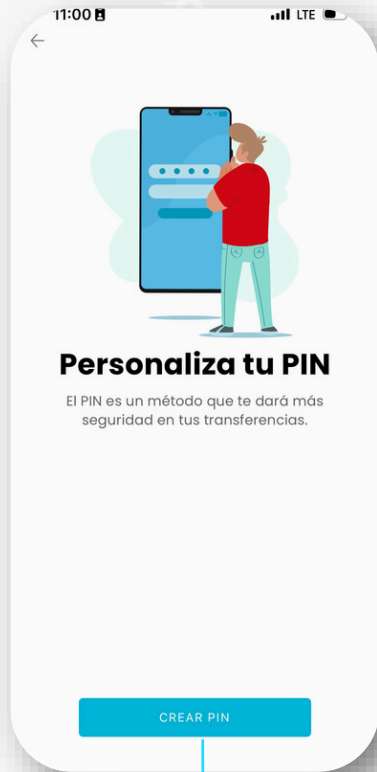 11:00
LTE
Personaliza tu PIN
El PIN es un método que te dará más
seguridad en tus transferencias.
CREAR PIN